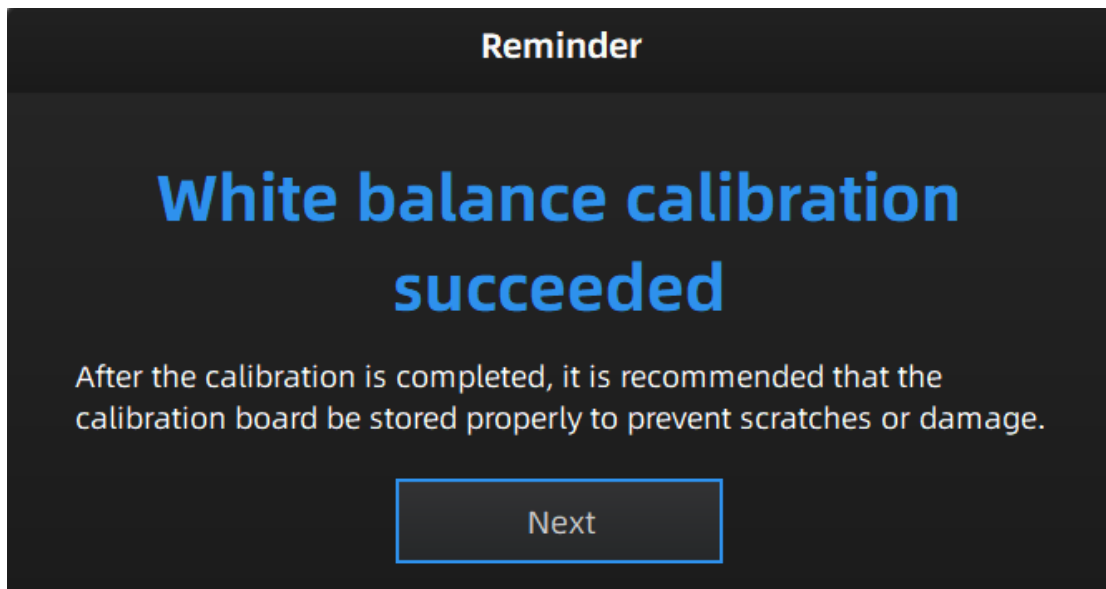 Reminder
White balance calibration
succeeded
After the calibration is completed, it is recommended that the
calibration board be stored properly to prevent scratches or damage.
Next